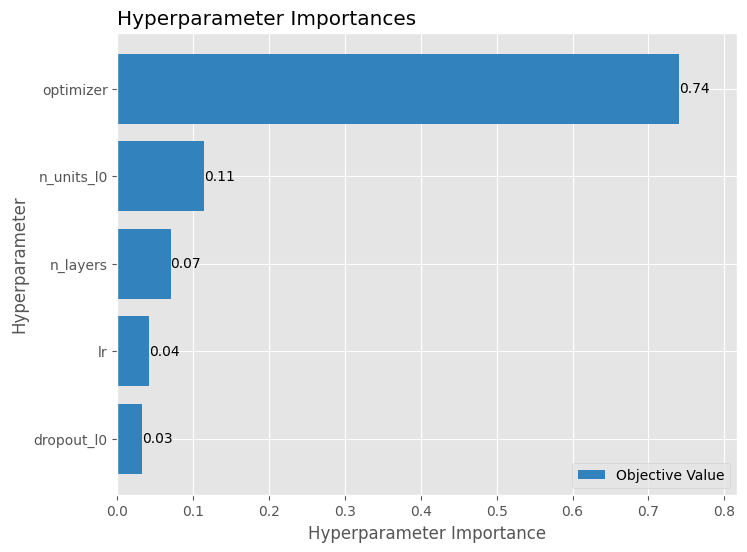 Hyperparameter Importances
Hyperparameter
optimizer
0.74
n_units_l0
0.11
n_layers
0.07
lr
0.04
dropout_l0
0.03
Objective Value
0.0 0.1 0.2 0.3 0.4 0.5 0.6 0.7 0.8
Hyperparameter Importance